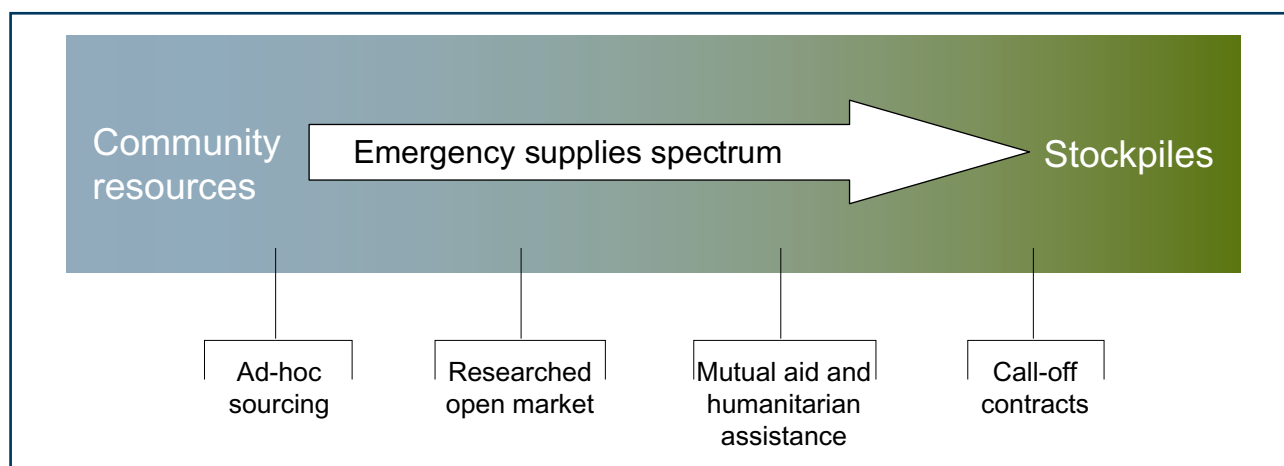 Community
resources
Emergency supplies spectrum
Stockpiles
Ad-hoc
sourcing
Researched
open market
Mutual aid and
humanitarian
assistance
Call-off
contracts